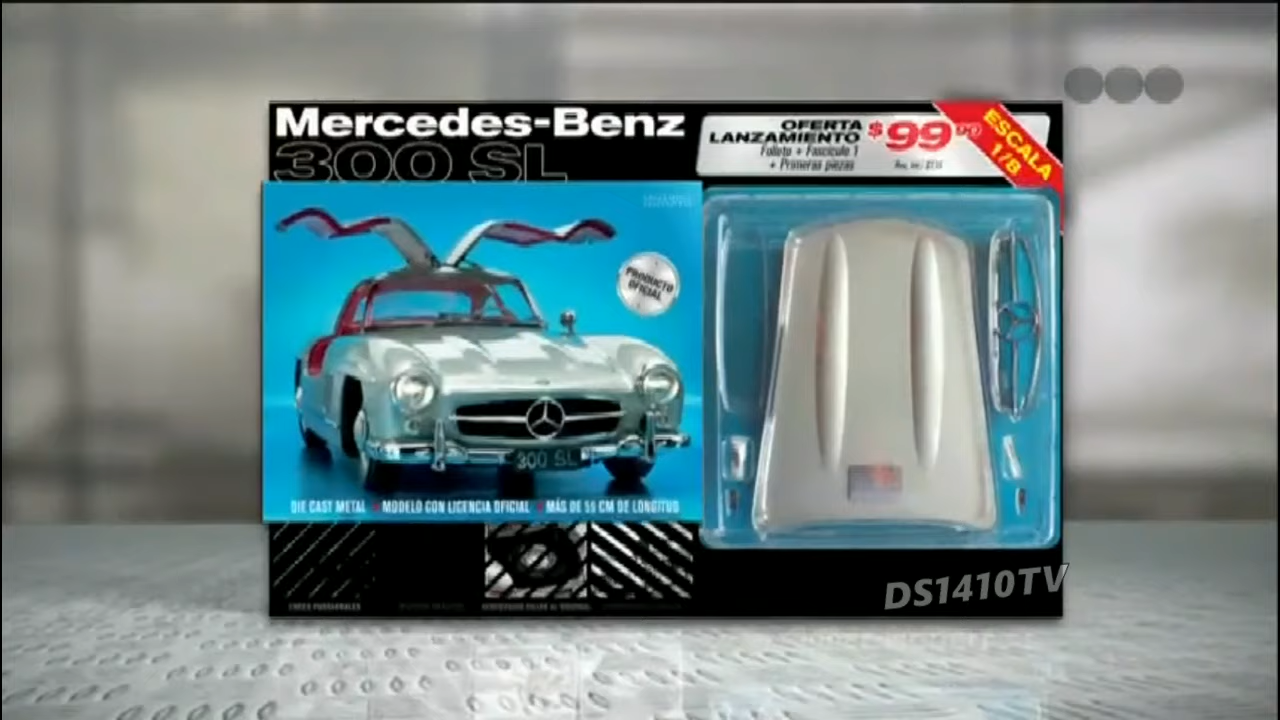 Mercedes-Benz
300 SL
OFERTA
LANZAMIENTO
$9990
Folleto + Fascículo 1
+ Primeras piezas
ESCALA
1/8
PRODUCTO
OFICIAL
300 SL
DIE CAST METAL MODELO CON LICENCIA OFICIAL MÁS DE 55 CM DE LONGITUD
DS1410TV